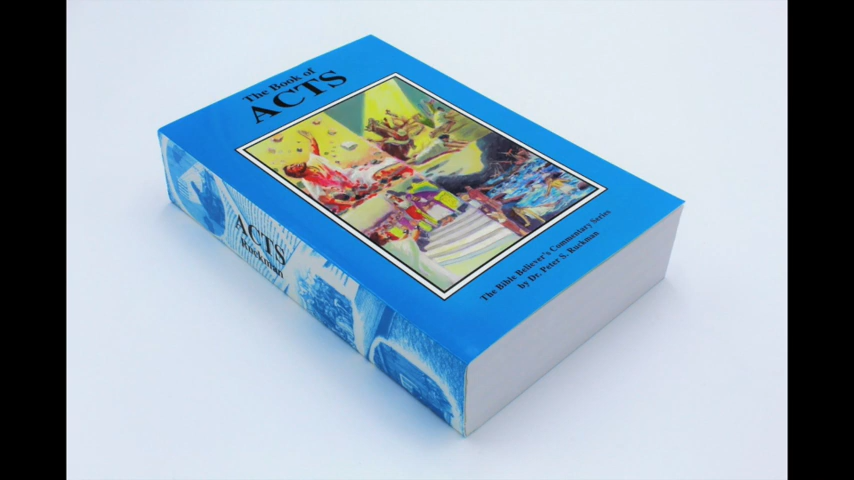 The Book of
ACTS
The Bible Believer's Commentary Series
by Dr. Peter S. Ruckman
ACTS
Ruckman